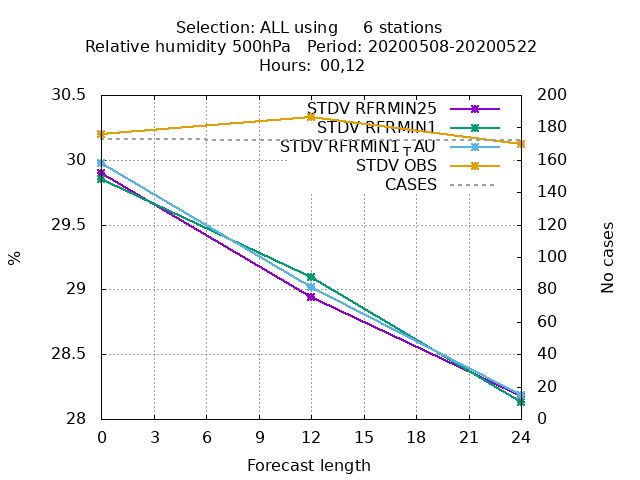 Selection: ALL using     6 stations
Relative humidity 500hPa   Period: 20200508-20200522
Hours:  00,12
30.5
30
29.5
29
28.5
28
%
200
180
160
140
120
100
80
60
40
20
0
No cases
STDV RFRMIN25
STDV RFRMIN1
STDV RFRMIN1┬AU
STDV OBS
CASES
0 3 6 9 12 15 18 21 24
Forecast length